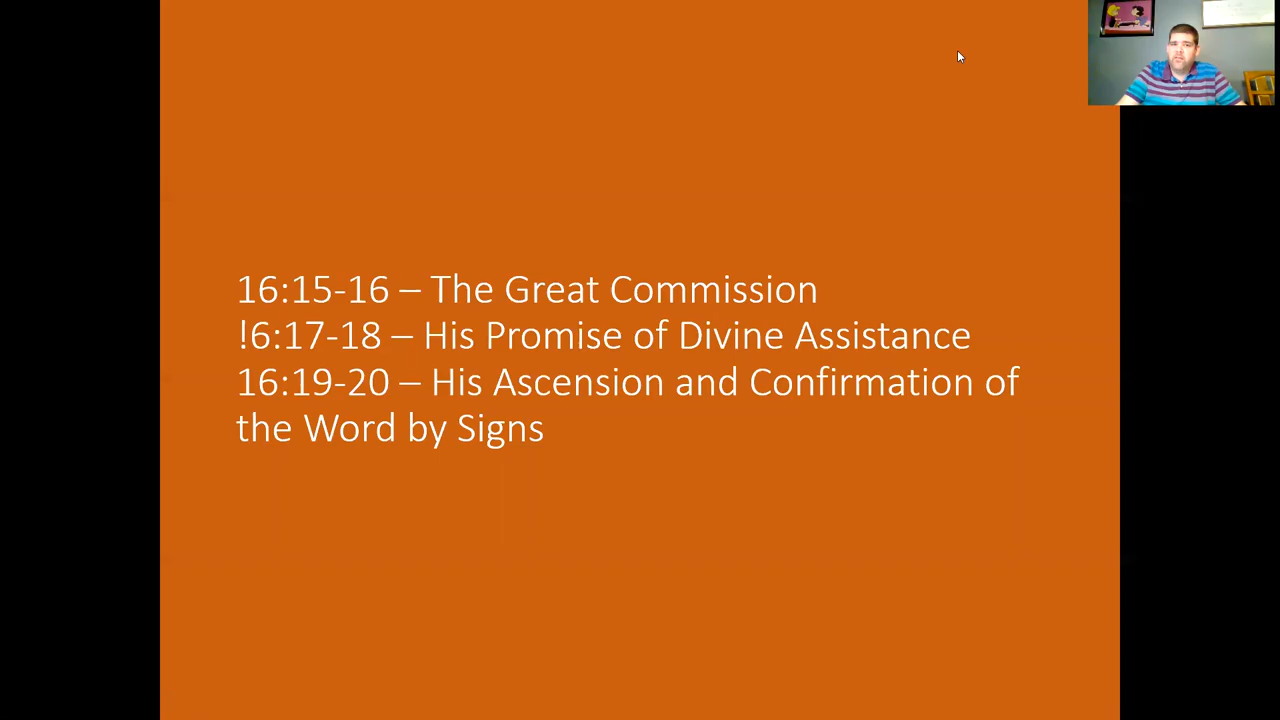 16:15-16 – The Great Commission
!6:17-18 – His Promise of Divine Assistance
16:19-20 – His Ascension and Confirmation of
the Word by Signs